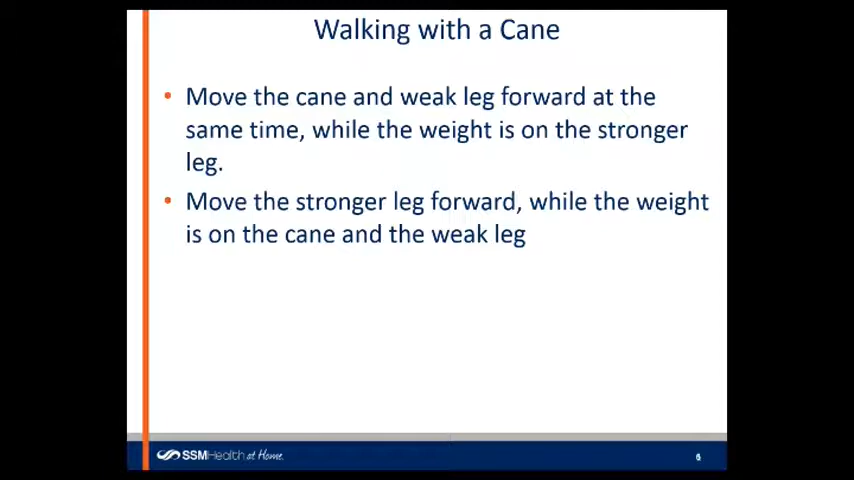 Walking with a Cane
• Move the cane and weak leg forward at the
same time, while the weight is on the stronger
leg.
• Move the stronger leg forward, while the weight
is on the cane and the weak leg
SSMHealth at Home.
6